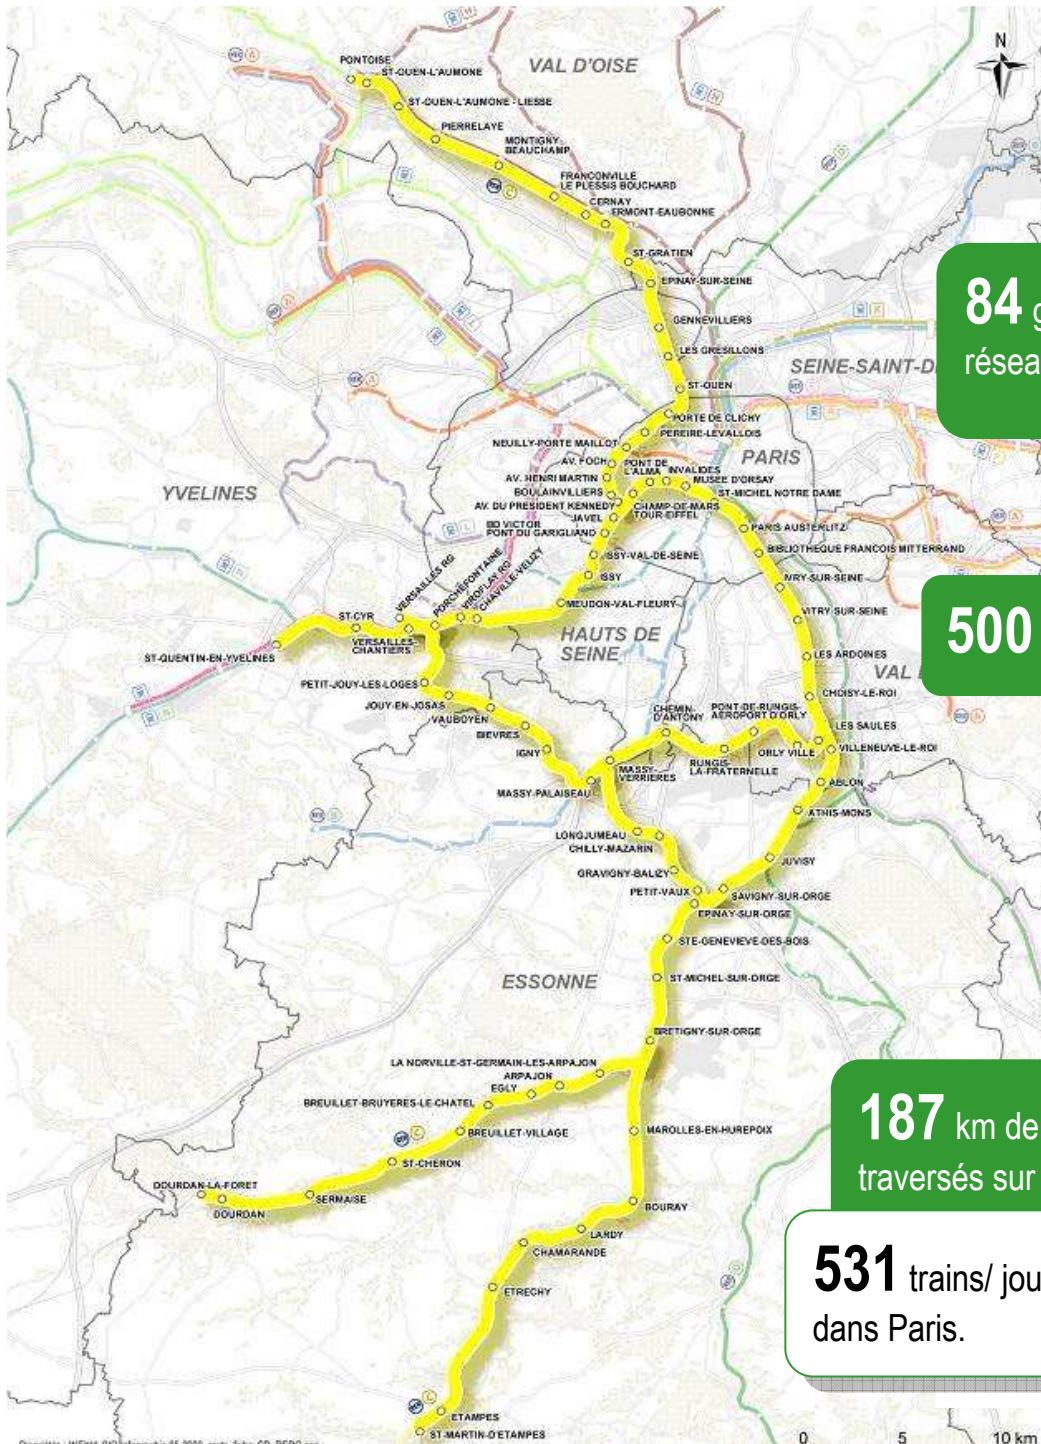 N
VAL D'OISE
PONTOISE
ST-OUEN-L'AUMONE
ST-OUEN-L'AUMONE - LIESSE
PIERRELAYE
MONTIGNY-
BEAUCHAMP
FRANCONVILLE
LE PLESSIS BOUCHARD
CERNAY
ERMONT-EAUBONNE
ST-GRATIEN
EPINAY-SUR-SEINE
GENNEVILLIERS
LES GRESILLONS
84 g
résea
SEINE-SAINT-D
ST-OUEN
PORTE DE CLICHY
PEREIRE-LEVALLOIS
NEUILLY-PORTE MAILLOT
PARIS
AV. FOCH
PONT DE
L'ALMA
INVALIDES
AV. HENRI MARTIN
MUSEE D'ORSAY
BOULAINVILLIERS
ST-MICHEL NOTRE DAME
YVELINES
AV. DU PRESIDENT KENNEDY
CHAMP-DE-MARS
TOUR-EIFFEL
JAVEL
BD VICTOR
PONT DU GARIGLIANO
PARIS AUSTERLITZ
BIBLIOTHEQUE FRANCOIS MITTERRAND
ISSY-VAL-DE-SEINE
ISSY
IVRY-SUR-SEINE
VERSAILLES RG
PORCHEFONTAINE
VIROFLAY RG
CHAVILLE-VELIZY
MEUDON-VAL-FLEURY
VITRY-SUR-SEINE
ST-CYR
VERSAILLES-
CHANTIERS
HAUTS DE
SEINE
500
ST-QUENTIN-EN-YVELINES
LES ARDOINES
VAL
PETIT-JOUY-LES-LOGES
CHOISY-LE-ROI
JOUY-EN-JOSAS
CHEMIN-
D'ANTONY
PONT-DE-RUNGIS-
AEROPORT D'ORLY
VAUBOYEN
LES SAULES
BIEVRES
ORLY VILLE
VILLENEUVE-LE-ROI
IGNY
MASSY-
VERRIERES
RUNGIS-
LA-FRATERNELLE
MASSY-PALAISEAU
ABLON
ATHIS-MONS
LONGJUMEAU
CHILLY-MAZARIN
JUVISY
GRAVIGNY-BALIZY
PETIT-VAUX
SAVIGNY-SUR-ORGE
EPINAY-SUR-ORGE
STE-GENEVIEVE-DES-BOIS
ESSONNE
ST-MICHEL-SUR-ORGE
BRETIGNY-SUR-ORGE
LA NORVILLE-ST-GERMAIN-LES-ARPAJON
ARPAJON
EGLY
BREUILLET-BRUYERES-LE-CHATEL
BREUILLET-VILLAGE
MAROLLES-EN-HUREPOIX
187 km de
traversés sur
ST-CHERON
DOURDAN-LA-FORET
DOURDAN
SERMAISE
BOURAY
LARDY
CHAMARANDE
531 trains/ jou
dans Paris.
ETRECHY
ETAMPES
ST-MARTIN-D'ETAMPES
0 5 10 km